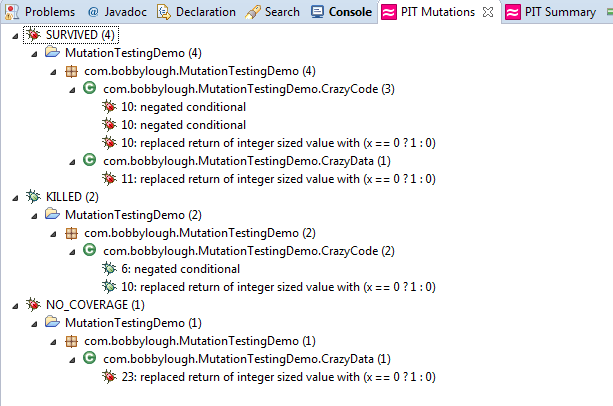 Problems Javadoc Declaration Search Console PIT Mutations PIT Summary
SURVIVED (4)
MutationTestingDemo (4)
com.bobbylough.MutationTestingDemo (4)
com.bobbylough.MutationTestingDemo.CrazyCode (3)
10: negated conditional
10: negated conditional
10: replaced return of integer sized value with (x == 0 ? 1 : 0)
com.bobbylough.MutationTestingDemo.CrazyData (1)
11: replaced return of integer sized value with (x == 0 ? 1 : 0)
KILLED (2)
MutationTestingDemo (2)
com.bobbylough.MutationTestingDemo (2)
com.bobbylough.MutationTestingDemo.CrazyCode (2)
6: negated conditional
10: replaced return of integer sized value with (x == 0 ? 1 : 0)
NO_COVERAGE (1)
MutationTestingDemo (1)
com.bobbylough.MutationTestingDemo (1)
com.bobbylough.MutationTestingDemo.CrazyData (1)
23: replaced return of integer sized value with (x == 0 ? 1 : 0)